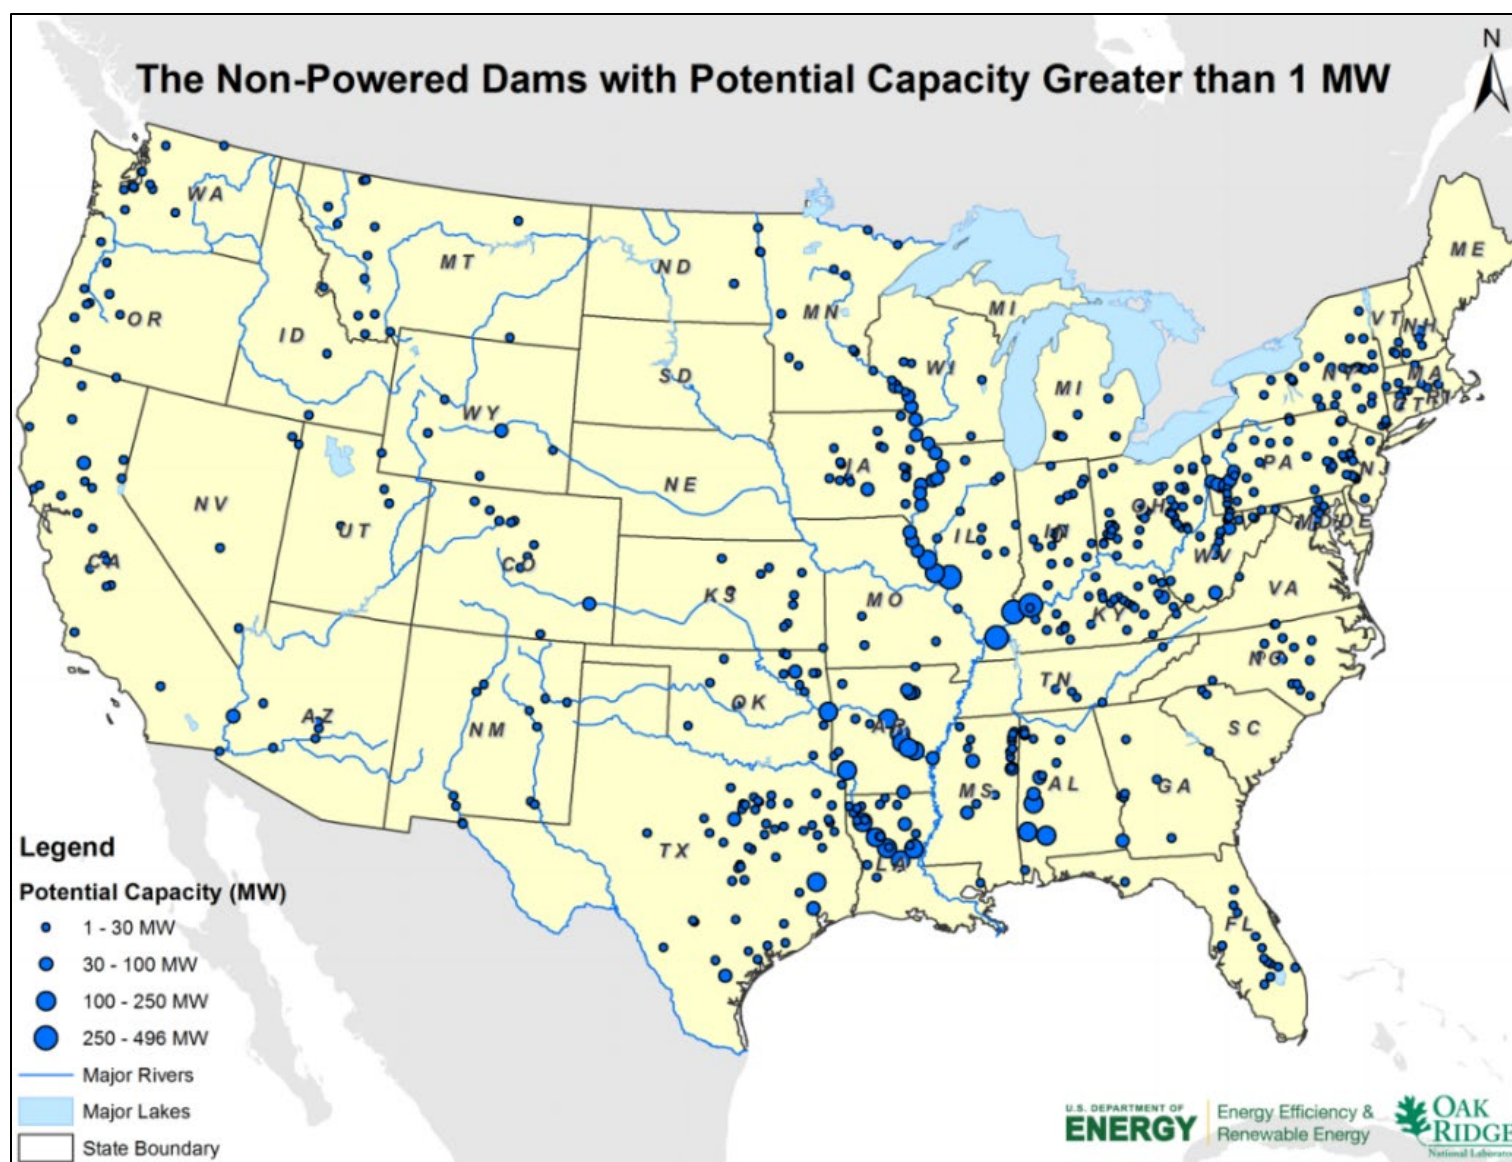 N
The Non-Powered Dams with Potential Capacity Greater than 1 MW
WA
MT
ND
ME
OR
ID
MN
MI
VT
NH
WI
SD
MI
NY
MA
CT
RI
WY
IA
PA
NJ
NE
NV
UT
IL
IN
OH
MD
DE
CA
CO
KS
MO
WV
VA
KY
NC
TN
AZ
NM
OK
AR
SC
MS
AL
GA
TX
LA
FL
Legend
Potential Capacity (MW)
1 - 30 MW
30 - 100 MW
100 - 250 MW
250 - 496 MW
Major Rivers
Major Lakes
State Boundary
U.S. DEPARTMENT OF
ENERGY
Energy Efficiency &
Renewable Energy
OAK
RIDGE
National Laborato